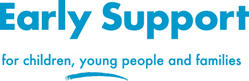 Early Support
for children, young people and families